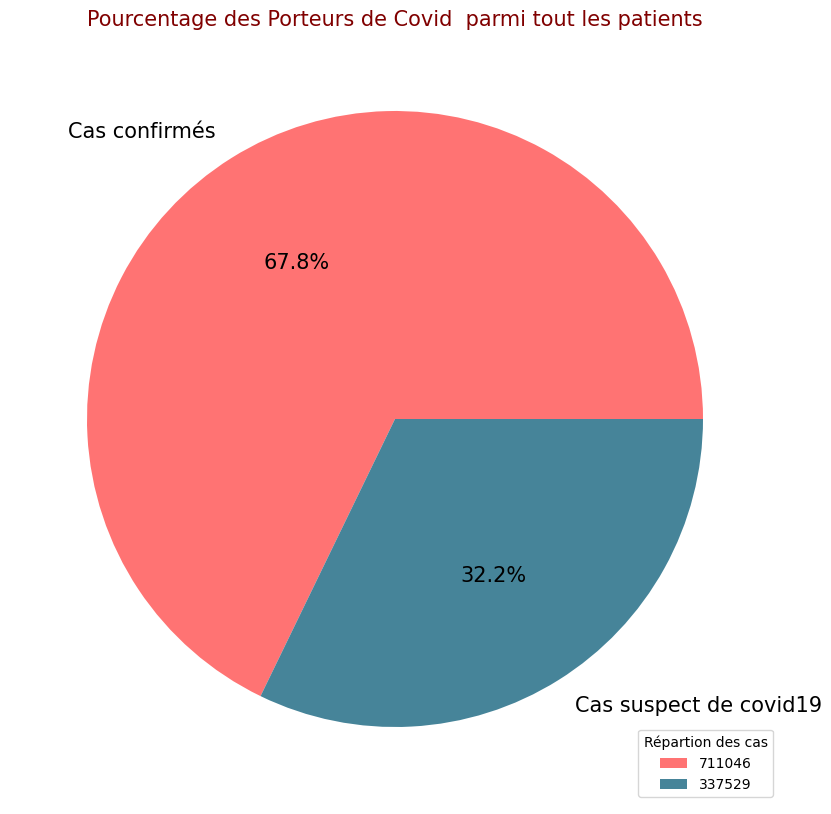 Pourcentage des Porteurs de Covid  parmi tout les patients
Cas confirmés
67.8%
32.2%
Cas suspect de covid19
Répartion des cas
711046
337529